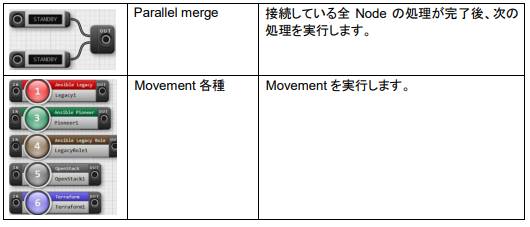 STANDBY
OUT
STANDBY
Parallel merge
接続している全 Node の処理が完了後、次の
処理を実行します。
IN
1
Ansible Legacy
OUT
Legacy1
IN
3
Ansible Pioneer
OUT
Pioneer1
IN
4
Ansible Legacy Role
OUT
LegacyRole1
IN
5
OpenStack
OUT
OpenStack1
IN
6
Terraform
OUT
Terraform1
Movement 各種
Movement を実行します。